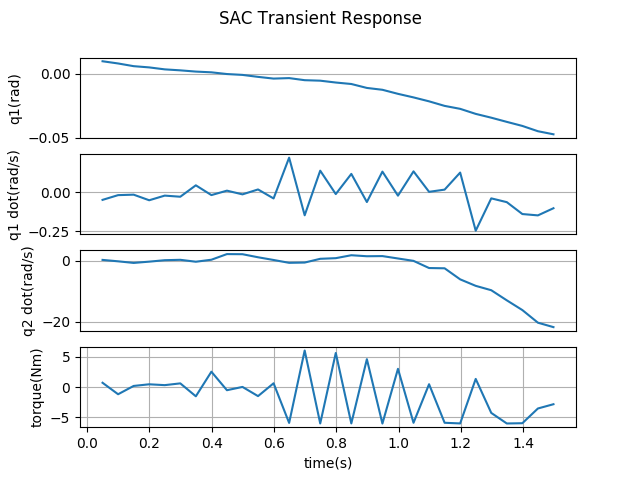 SAC Transient Response
q1(rad)
0.00
−0.05
q1 dot(rad/s)
0.00
−0.25
q2 dot(rad/s)
0
−20
torque(Nm)
5
0
−5
0.0 0.2 0.4 0.6 0.8 1.0 1.2 1.4
time(s)